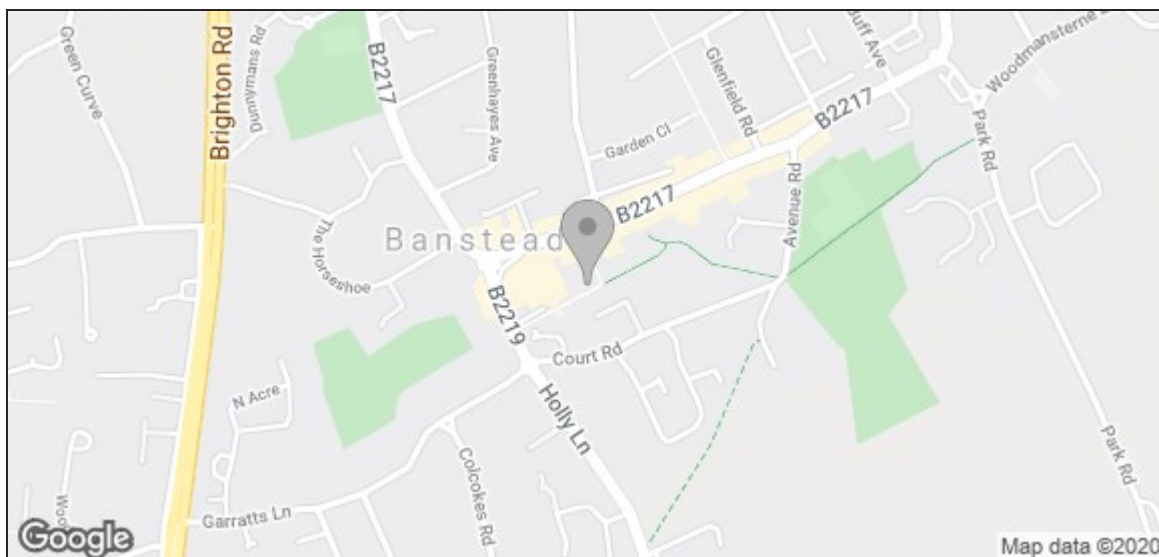 Green Curve
Brighton Rd
Dunnymans Rd
B2217
Greenhayes Ave
Glenfield Rd
Buff Ave
Woodmansterne
B2217
Park Rd
Garden Cl
B2217
Avenue Rd
The Horseshoe
Banstead
B2219
Court Rd
N Acre
Holly Ln
Colcokes Rd
Park Rd
Garratts Ln
Google
Map data ©2020